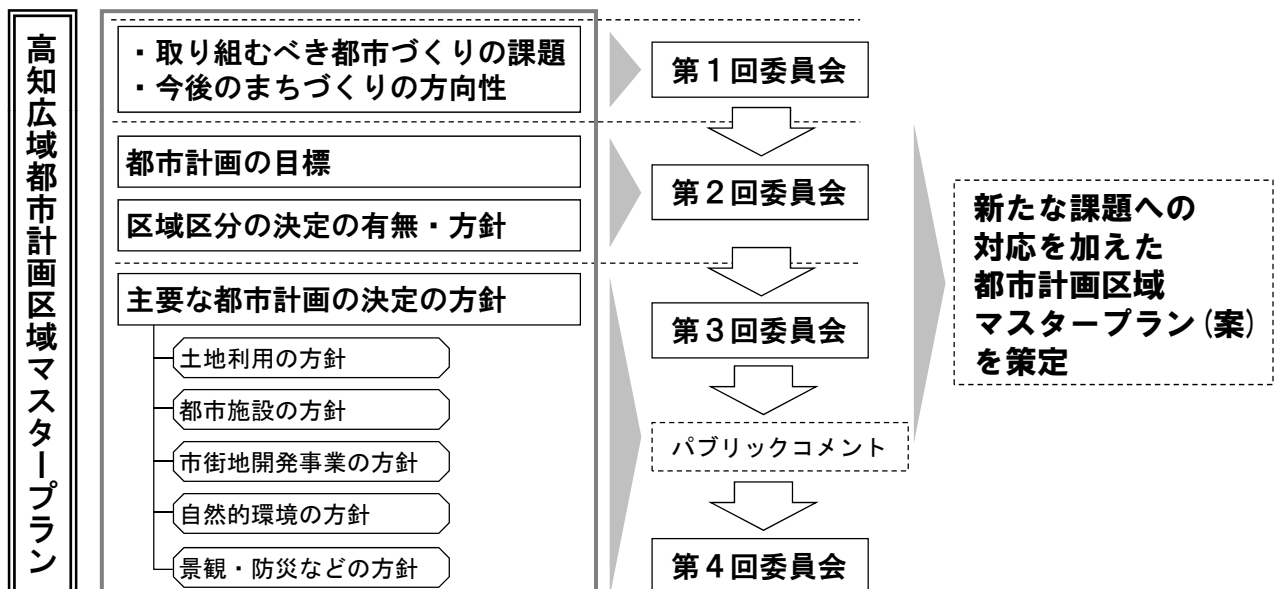 高知広域都市計画区域マスタープラン
・取り組むべき都市づくりの課題
・今後のまちづくりの方向性
都市計画の目標
区域区分の決定の有無・方針
主要な都市計画の決定の方針
土地利用の方針
都市施設の方針
市街地開発事業の方針
自然的環境の方針
景観・防災などの方針
第1回委員会
第2回委員会
第3回委員会
パブリックコメント
第4回委員会
新たな課題への
対応を加えた
都市計画区域
マスタープラン(案)
を策定